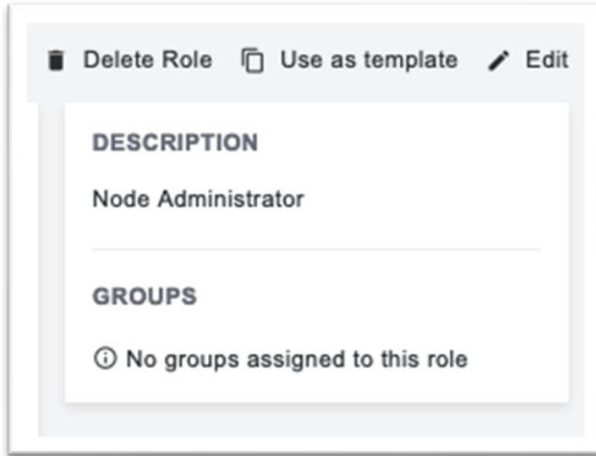 Delete Role Use as template Edit
DESCRIPTION
Node Administrator
GROUPS
No groups assigned to this role